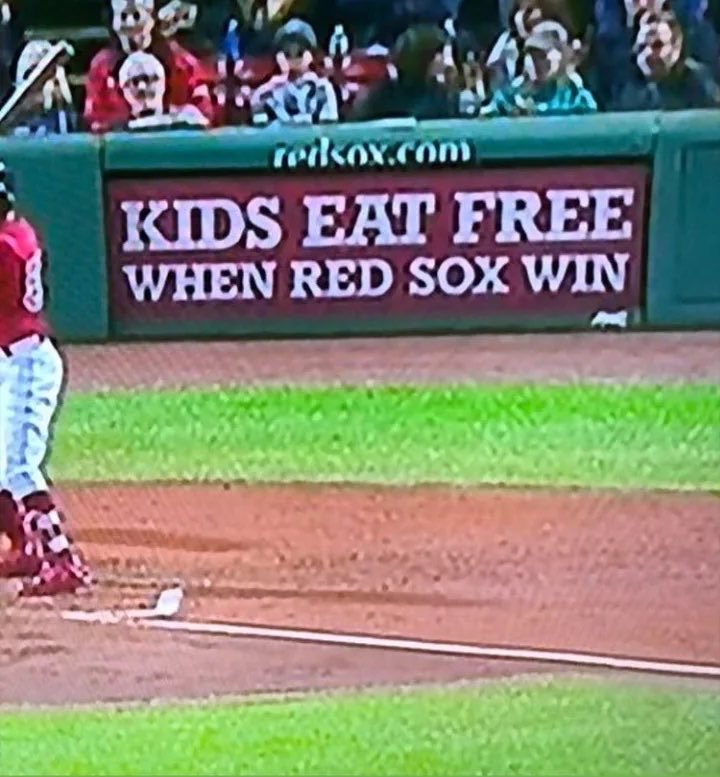 redsox.com
KIDS EAT FREE
WHEN RED SOX WIN